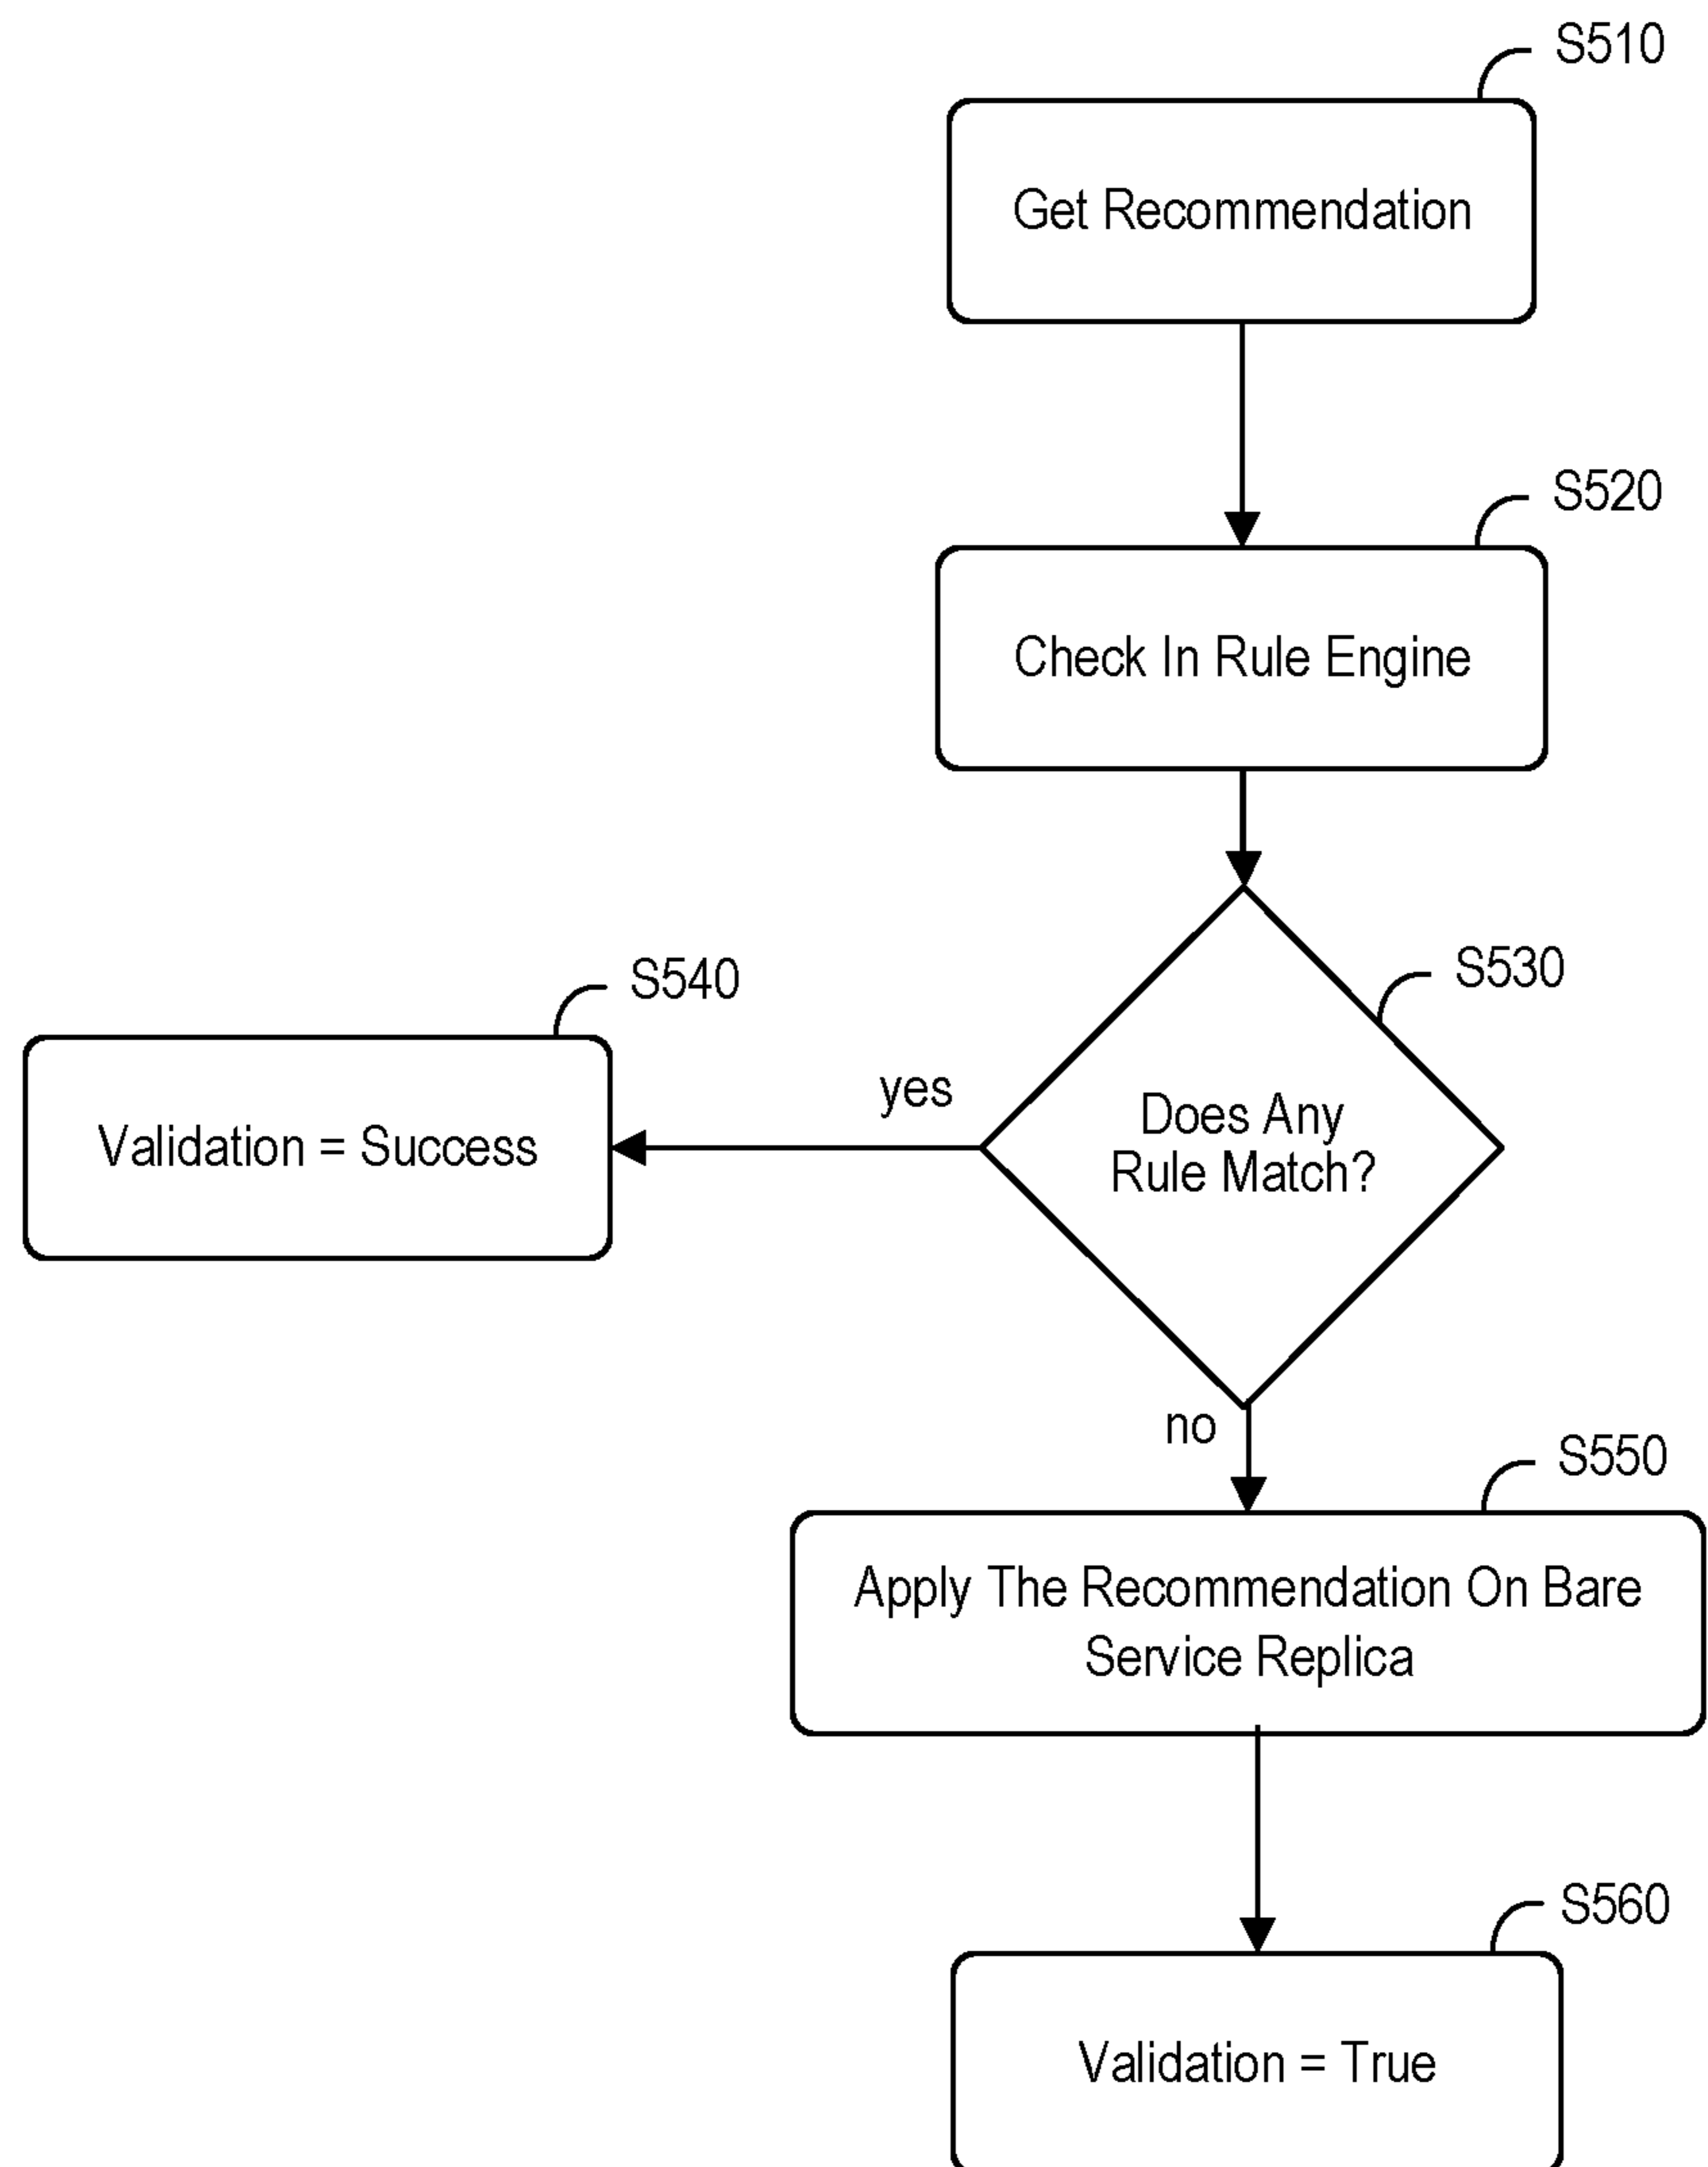 S510
Get Recommendation
S520
Check In Rule Engine
S530
Does Any
Rule Match?
yes
S540
Validation = Success
no
S550
Apply The Recommendation On Bare
Service Replica
S560
Validation = True